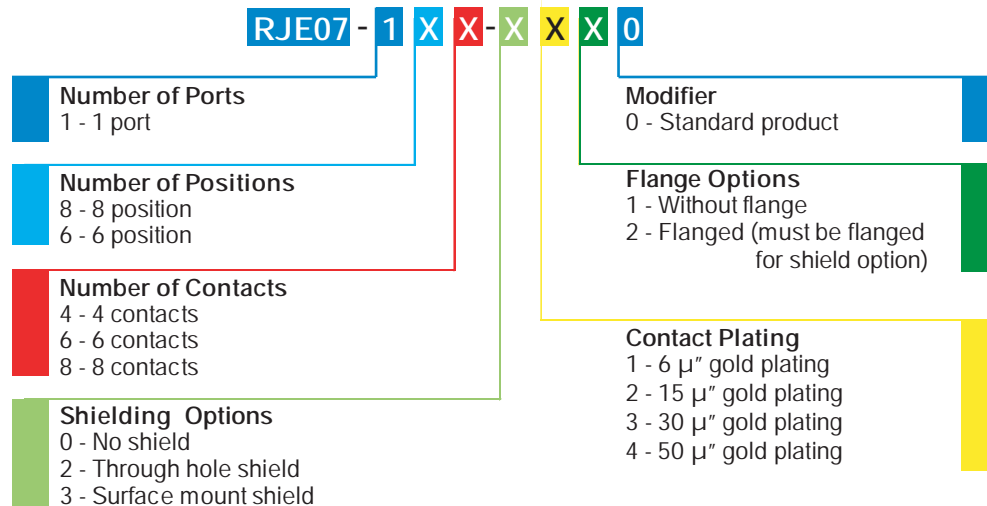 RJE07 - 1 X X - X X X 0
Number of Ports
1 - 1 port
Number of Positions
8 - 8 position
6 - 6 position
Number of Contacts
4 - 4 contacts
6 - 6 contacts
8 - 8 contacts
Shielding Options
0 - No shield
2 - Through hole shield
3 - Surface mount shield
Modifier
0 - Standard product
Flange Options
1 - Without flange
2 - Flanged (must be flanged
for shield option)
Contact Plating
1 - 6 µ" gold plating
2 - 15 µ" gold plating
3 - 30 µ" gold plating
4 - 50 µ" gold plating